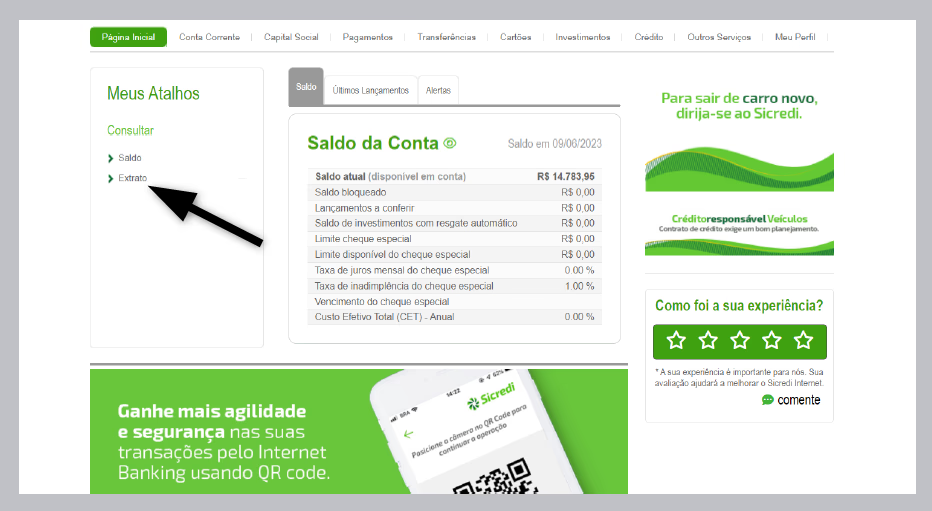 Página Inicial Conta Corrente Capital Social Pagamentos Transferências Cartões Investimentos Crédito Outros Serviços Meu Perfil
Meus Atalhos
Consultar
Saldo
Extrato
Saldo Últimos Lançamentos Alertas
Saldo da Conta Saldo em 09/06/2023
Saldo atual (disponível em conta) R$ 14.783,95
Saldo bloqueado R$ 0,00
Lançamentos a conferir R$ 0,00
Saldo de investimentos com resgate automático R$ 0,00
Limite cheque especial R$ 0,00
Limite disponível do cheque especial R$ 0,00
Taxa de juros mensal do cheque especial 0.00 %
Taxa de inadimplência do cheque especial 1.00 %
Vencimento do cheque especial
Custo Efetivo Total (CET) - Anual 0.00 %
Para sair de carro novo,
dirija-se ao Sicredi.
Créditoresponsável Veículos
Contrato de crédito exige um bom planejamento.
Como foi a sua experiência?
* A sua experiência é importante para nós. Sua
avaliação ajudará a melhorar o Sicredi Internet.
comente
Ganhe mais agilidade
e segurança nas suas
transações pelo Internet
Banking usando QR code.
BRA 14:22 62%
Sicredi
Posicione a câmera no QR Code para
continuar a operação